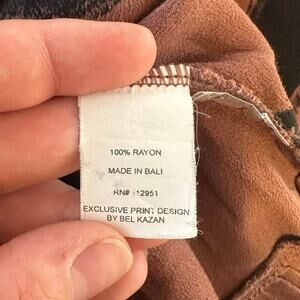 100% RAYON
MADE IN BALI
RN# 12951
EXCLUSIVE PRINT DESIGN
BY BEL KAZAN